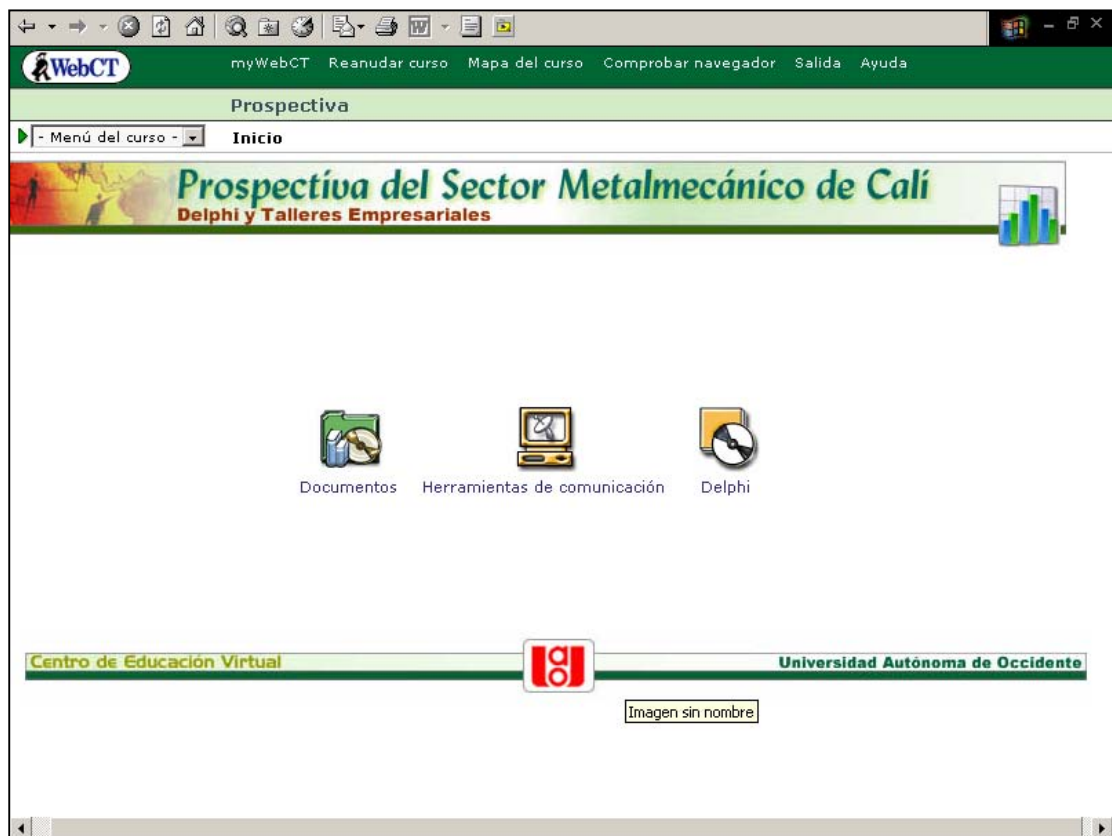 WebCT
myWebCT Reanudar curso Mapa del curso Comprobar navegador Salida Ayuda
Prospectiva
- Menú del curso - Inicio
Prospectiva del Sector Metalmecánico de Cali
Delphi y Talleres Empresariales
Documentos Herramientas de comunicación Delphi
Centro de Educación Virtual Universidad Autónoma de Occidente
Imagen sin nombre